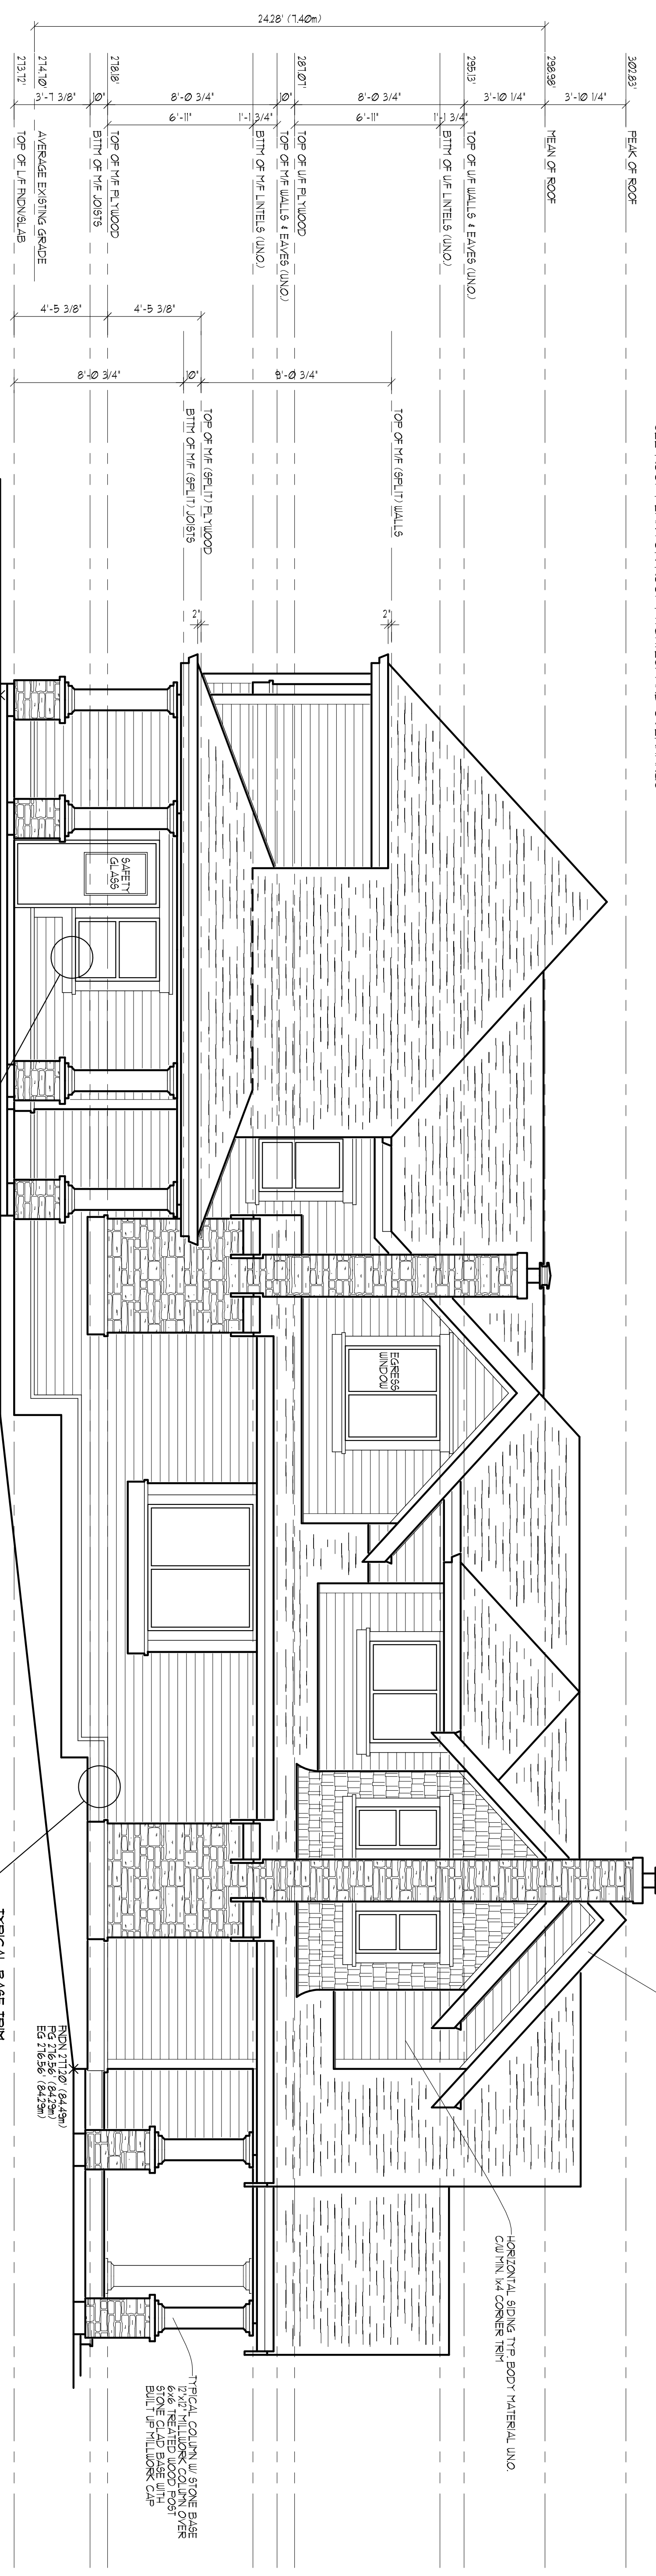 24.28' (7.40m)
302.83'
298.98'
295.13'
287.07'
278.18'
274.70'
273.72'
3'-10 1/4"
3'-10 1/4"
8'-0 3/4"
10"
8'-0 3/4"
10"
3'-7 3/8"
1'-1 3/4"
6'-11"
1'-1 3/4"
6'-11"
PEAK OF ROOF
MEAN OF ROOF
TOP OF U/F WALLS & EAVES (U.N.O.)
BTTM OF U/F LINTELS (U.N.O.)
TOP OF U/F PLYWOOD
TOP OF M/F WALLS & EAVES (U.N.O.)
BTTM OF M/F LINTELS (U.N.O.)
TOP OF M/F PLYWOOD
BTTM OF M/F JOISTS
AVERAGE EXISTING GRADE
TOP OF L/F FNDN/SLAB
4'-5 3/8"
4'-5 3/8"
8'-0 3/4"
10"
9'-0 3/4"
TOP OF M/F (SPLIT) WALLS
TOP OF M/F (SPLIT) PLYWOOD
BTTM OF M/F (SPLIT) JOISTS
2"
2"
SAFETY
GLASS
EGRESS
WINDOW
TYPICAL BASE TRIM
FNDN 277.20' (84.49m)
FG 276.56' (84.29m)
EG 276.56' (84.29m)
HORIZONTAL SIDING TYP. BODY MATERIAL U.N.O.
C/W MIN. 1x4 CORNER TRIM
TYPICAL COLUMN W/ STONE BASE
12"x12" MILLWORK COLUMN OVER
6x6 TREATED WOOD POST
STONE CLAD BASE WITH
BUILT UP MILLWORK CAP